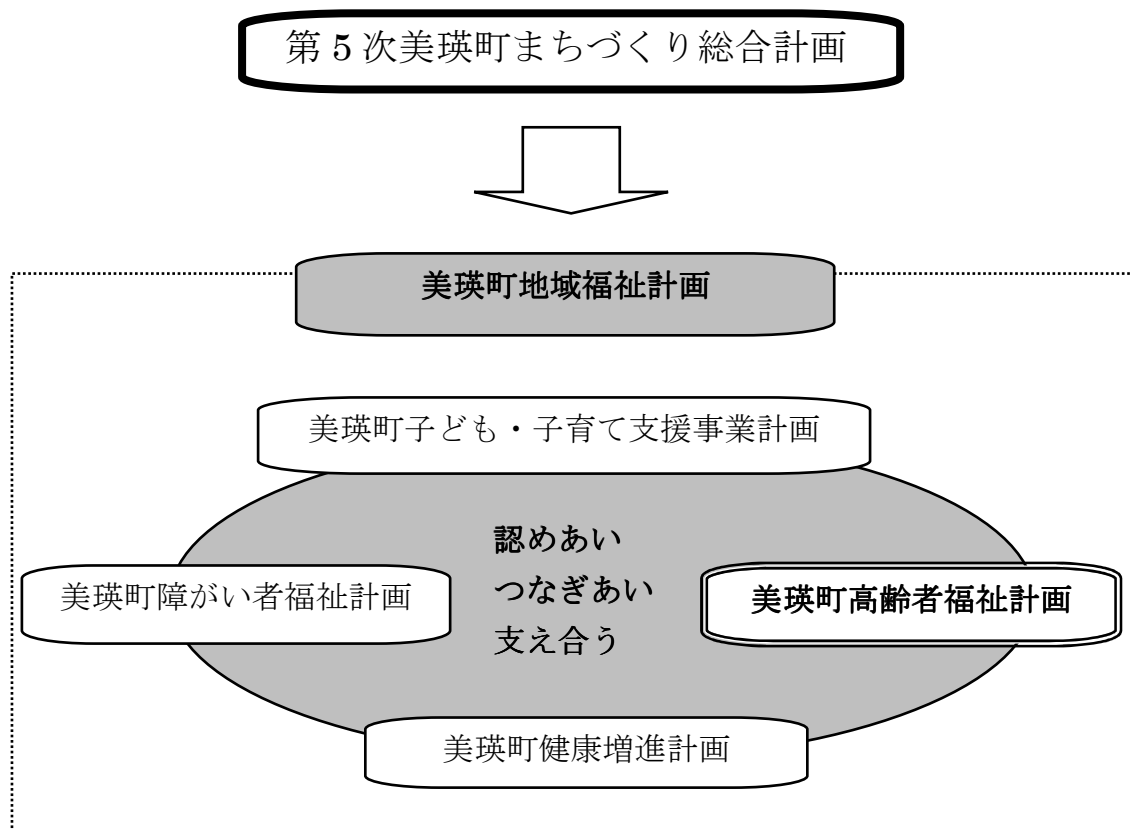 第5次美瑛町まちづくり総合計画
美瑛町地域福祉計画
美瑛町子ども・子育て支援事業計画
認めあい
つなぎあい
支え合う
美瑛町障がい者福祉計画
美瑛町高齢者福祉計画
美瑛町健康増進計画